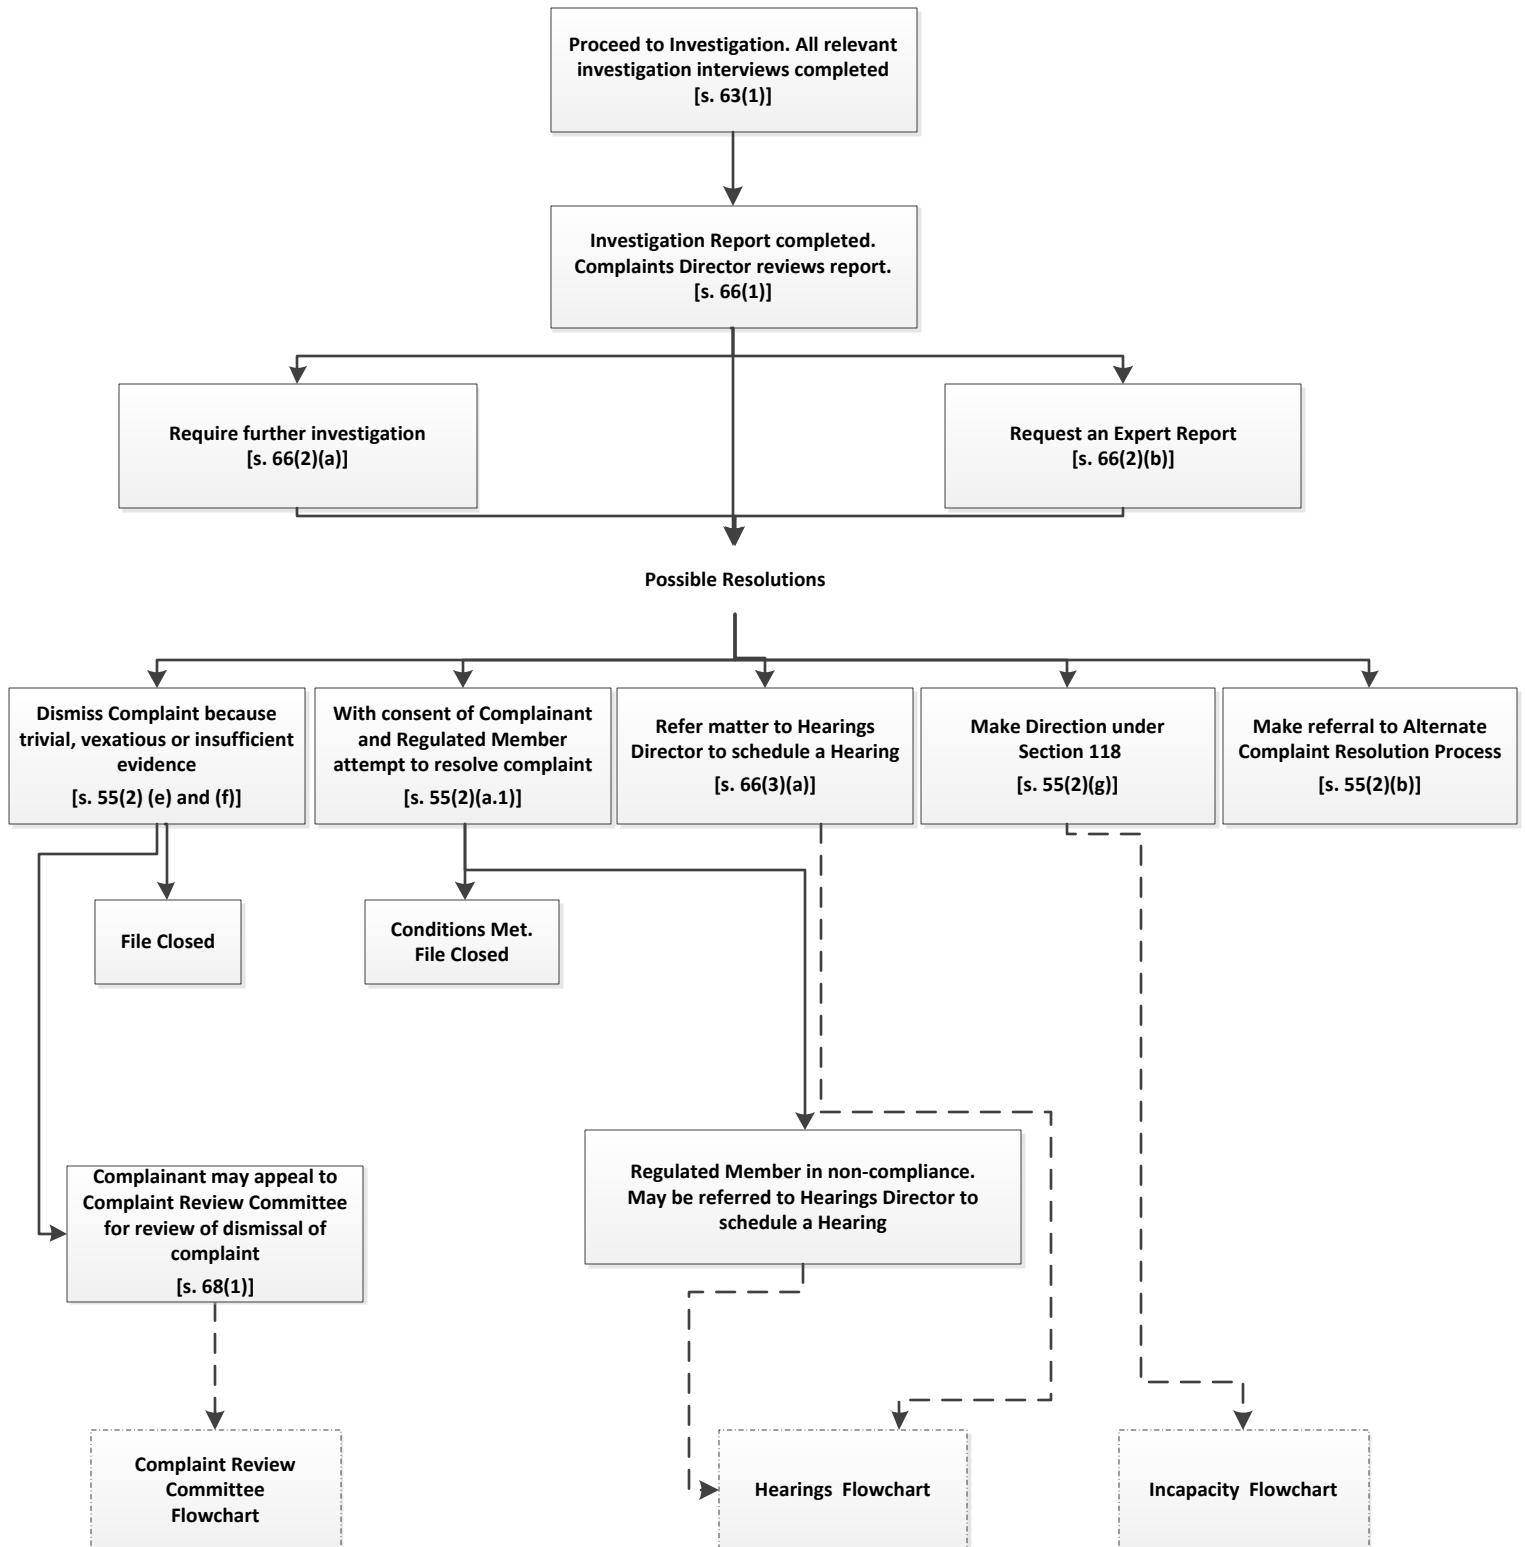 Proceed to Investigation. All relevant
investigation interviews completed
[s. 63(1)]
Investigation Report completed.
Complaints Director reviews report.
[s. 66(1)]
Require further investigation
[s. 66(2)(a)]
Request an Expert Report
[s. 66(2)(b)]
Possible Resolutions
Dismiss Complaint because
trivial, vexatious or insufficient
evidence
[s. 55(2) (e) and (f)]
With consent of Complainant
and Regulated Member
attempt to resolve complaint
[s. 55(2)(a.1)]
Refer matter to Hearings
Director to schedule a Hearing
[s. 66(3)(a)]
Make Direction under
Section 118
[s. 55(2)(g)]
Make referral to Alternate
Complaint Resolution Process
[s. 55(2)(b)]
File Closed
Conditions Met.
File Closed
Complainant may appeal to
Complaint Review Committee
for review of dismissal of
complaint
[s. 68(1)]
Regulated Member in non-compliance.
May be referred to Hearings Director to
schedule a Hearing
Complaint Review
Committee
Flowchart
Hearings  Flowchart
Incapacity  Flowchart